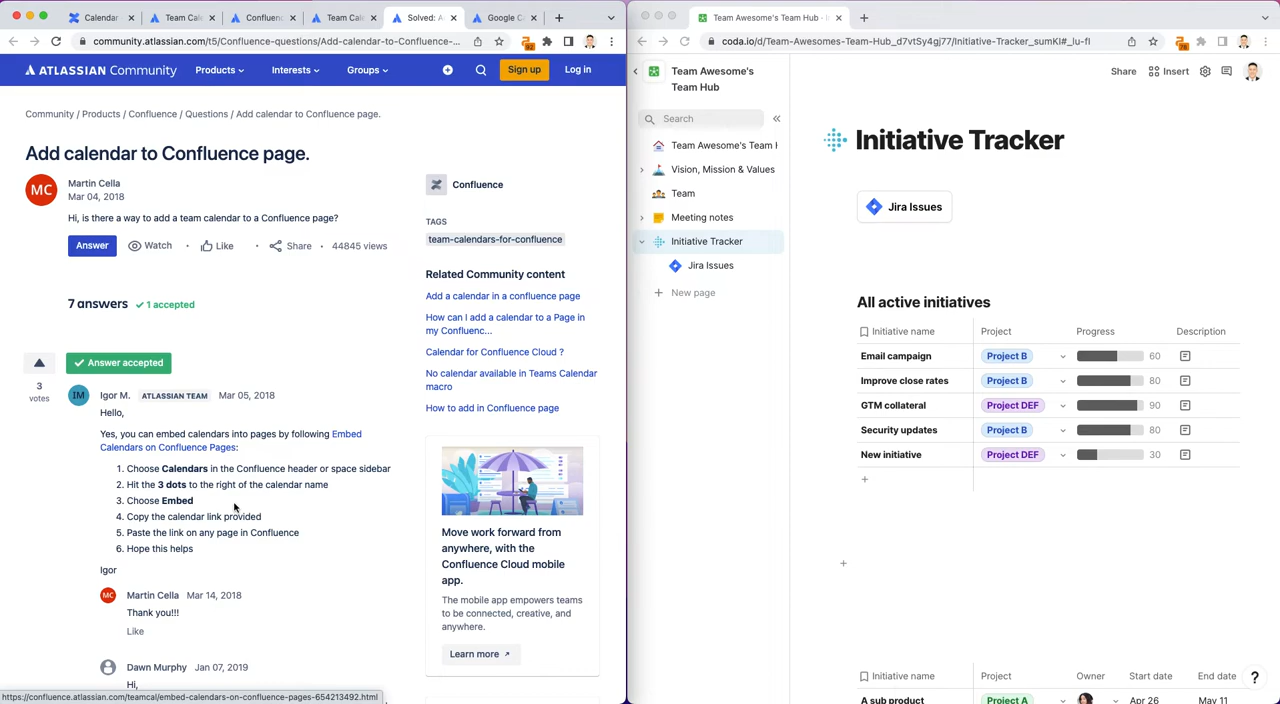 Calendar
Team Cal
Confluenc
Team Cal
Solved: A
Google C
community.atlassian.com/t5/Confluence-questions/Add-calendar-to-Confluence-...
92
ATLASSIAN Community
Products
Interests
Groups
Sign up
Log in
Community / Products / Confluence / Questions / Add calendar to Confluence page.
Add calendar to Confluence page.
MC
Martin Cella
Mar 04, 2018
Hi, is there a way to add a team calendar to a Confluence page?
Answer
Watch
Like
Share
44845 views
7 answers
1 accepted
Answer accepted
3
votes
IM
Igor M.
ATLASSIAN TEAM
Mar 05, 2018
Hello,
Yes, you can embed calendars into pages by following Embed
Calendars on Confluence Pages:
1. Choose Calendars in the Confluence header or space sidebar
2. Hit the 3 dots to the right of the calendar name
3. Choose Embed
4. Copy the calendar link provided
5. Paste the link on any page in Confluence
6. Hope this helps
Igor
MC
Martin Cella
Mar 14, 2018
Thank you!!!
Like
Dawn Murphy
Jan 07, 2019
Hi,
https://confluence.atlassian.com/teamcal/embed-calendars-on-confluence-pages-654213492.html
Confluence
TAGS
team-calendars-for-confluence
Related Community content
Add a calendar in a confluence page
How can I add a calendar to a Page in
my Confluenc...
Calendar for Confluence Cloud ?
No calendar available in Teams Calendar
macro
How to add in Confluence page
Move work forward from
anywhere, with the
Confluence Cloud mobile
app.
The mobile app empowers teams
to be connected, creative, and
anywhere.
Learn more
Team Awesome's Team Hub · I
coda.io/d/Team-Awesomes-Team-Hub_d7vtSy4gj77/Initiative-Tracker_sumKI#_lu-fI
78
Team Awesome's
Team Hub
Share
Insert
Search
Team Awesome's Team H
Vision, Mission & Values
Team
Meeting notes
Initiative Tracker
Jira Issues
New page
Initiative Tracker
Jira Issues
All active initiatives
Initiative name
Project
Progress
Description
Email campaign
Project B
60
Improve close rates
Project B
80
GTM collateral
Project DEF
90
Security updates
Project B
80
New initiative
Project DEF
30
Initiative name
Project
Owner
Start date
End date
A sub product
Project A
Apr 26
May 11
?